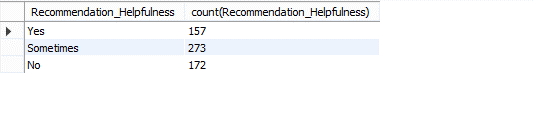 Recommendation_Helpfulness count(Recommendation_Helpfulness)
Yes 157
Sometimes 273
No 172